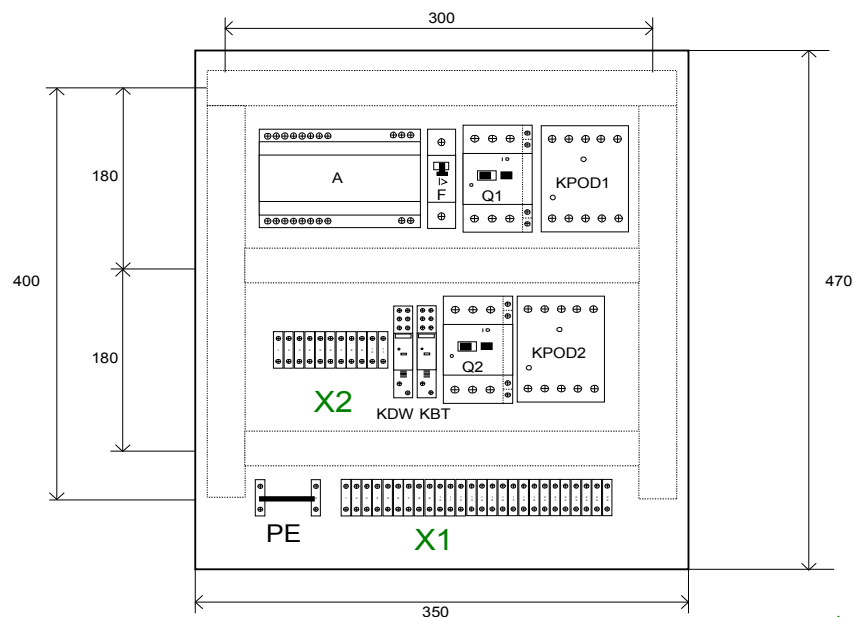 300
180
400
180
470
A
I>
F
Q1
KPOD1
X2
KDW
KBT
Q2
KPOD2
PE
X1
350